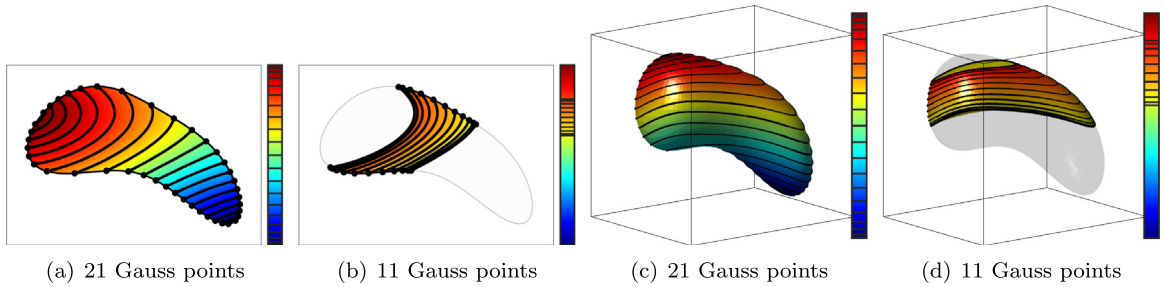 (a) 21 Gauss points
(b) 11 Gauss points
(c) 21 Gauss points
(d) 11 Gauss points